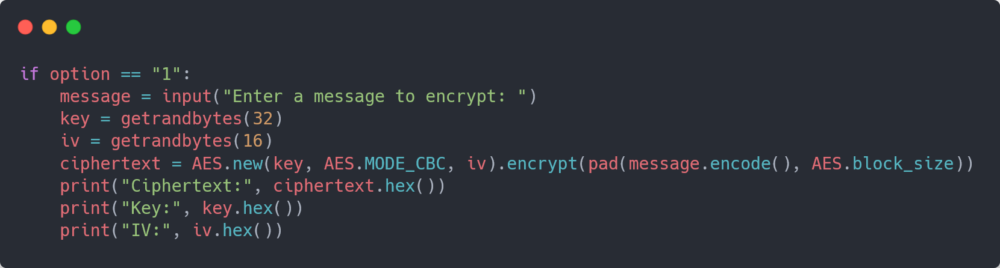 if option == "1":
    message = input("Enter a message to encrypt: ")
    key = getrandbytes(32)
    iv = getrandbytes(16)
    ciphertext = AES.new(key, AES.MODE_CBC, iv).encrypt(pad(message.encode(), AES.block_size))
    print("Ciphertext:", ciphertext.hex())
    print("Key:", key.hex())
    print("IV:", iv.hex())